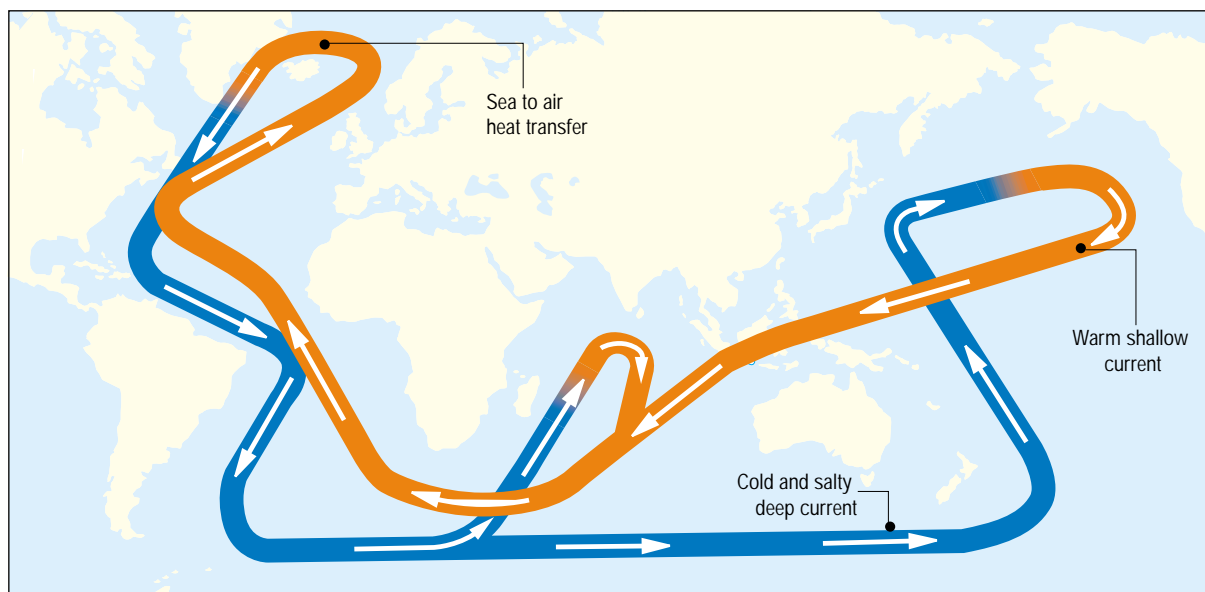 Sea to air
heat transfer
Warm shallow
current
Cold and salty
deep current